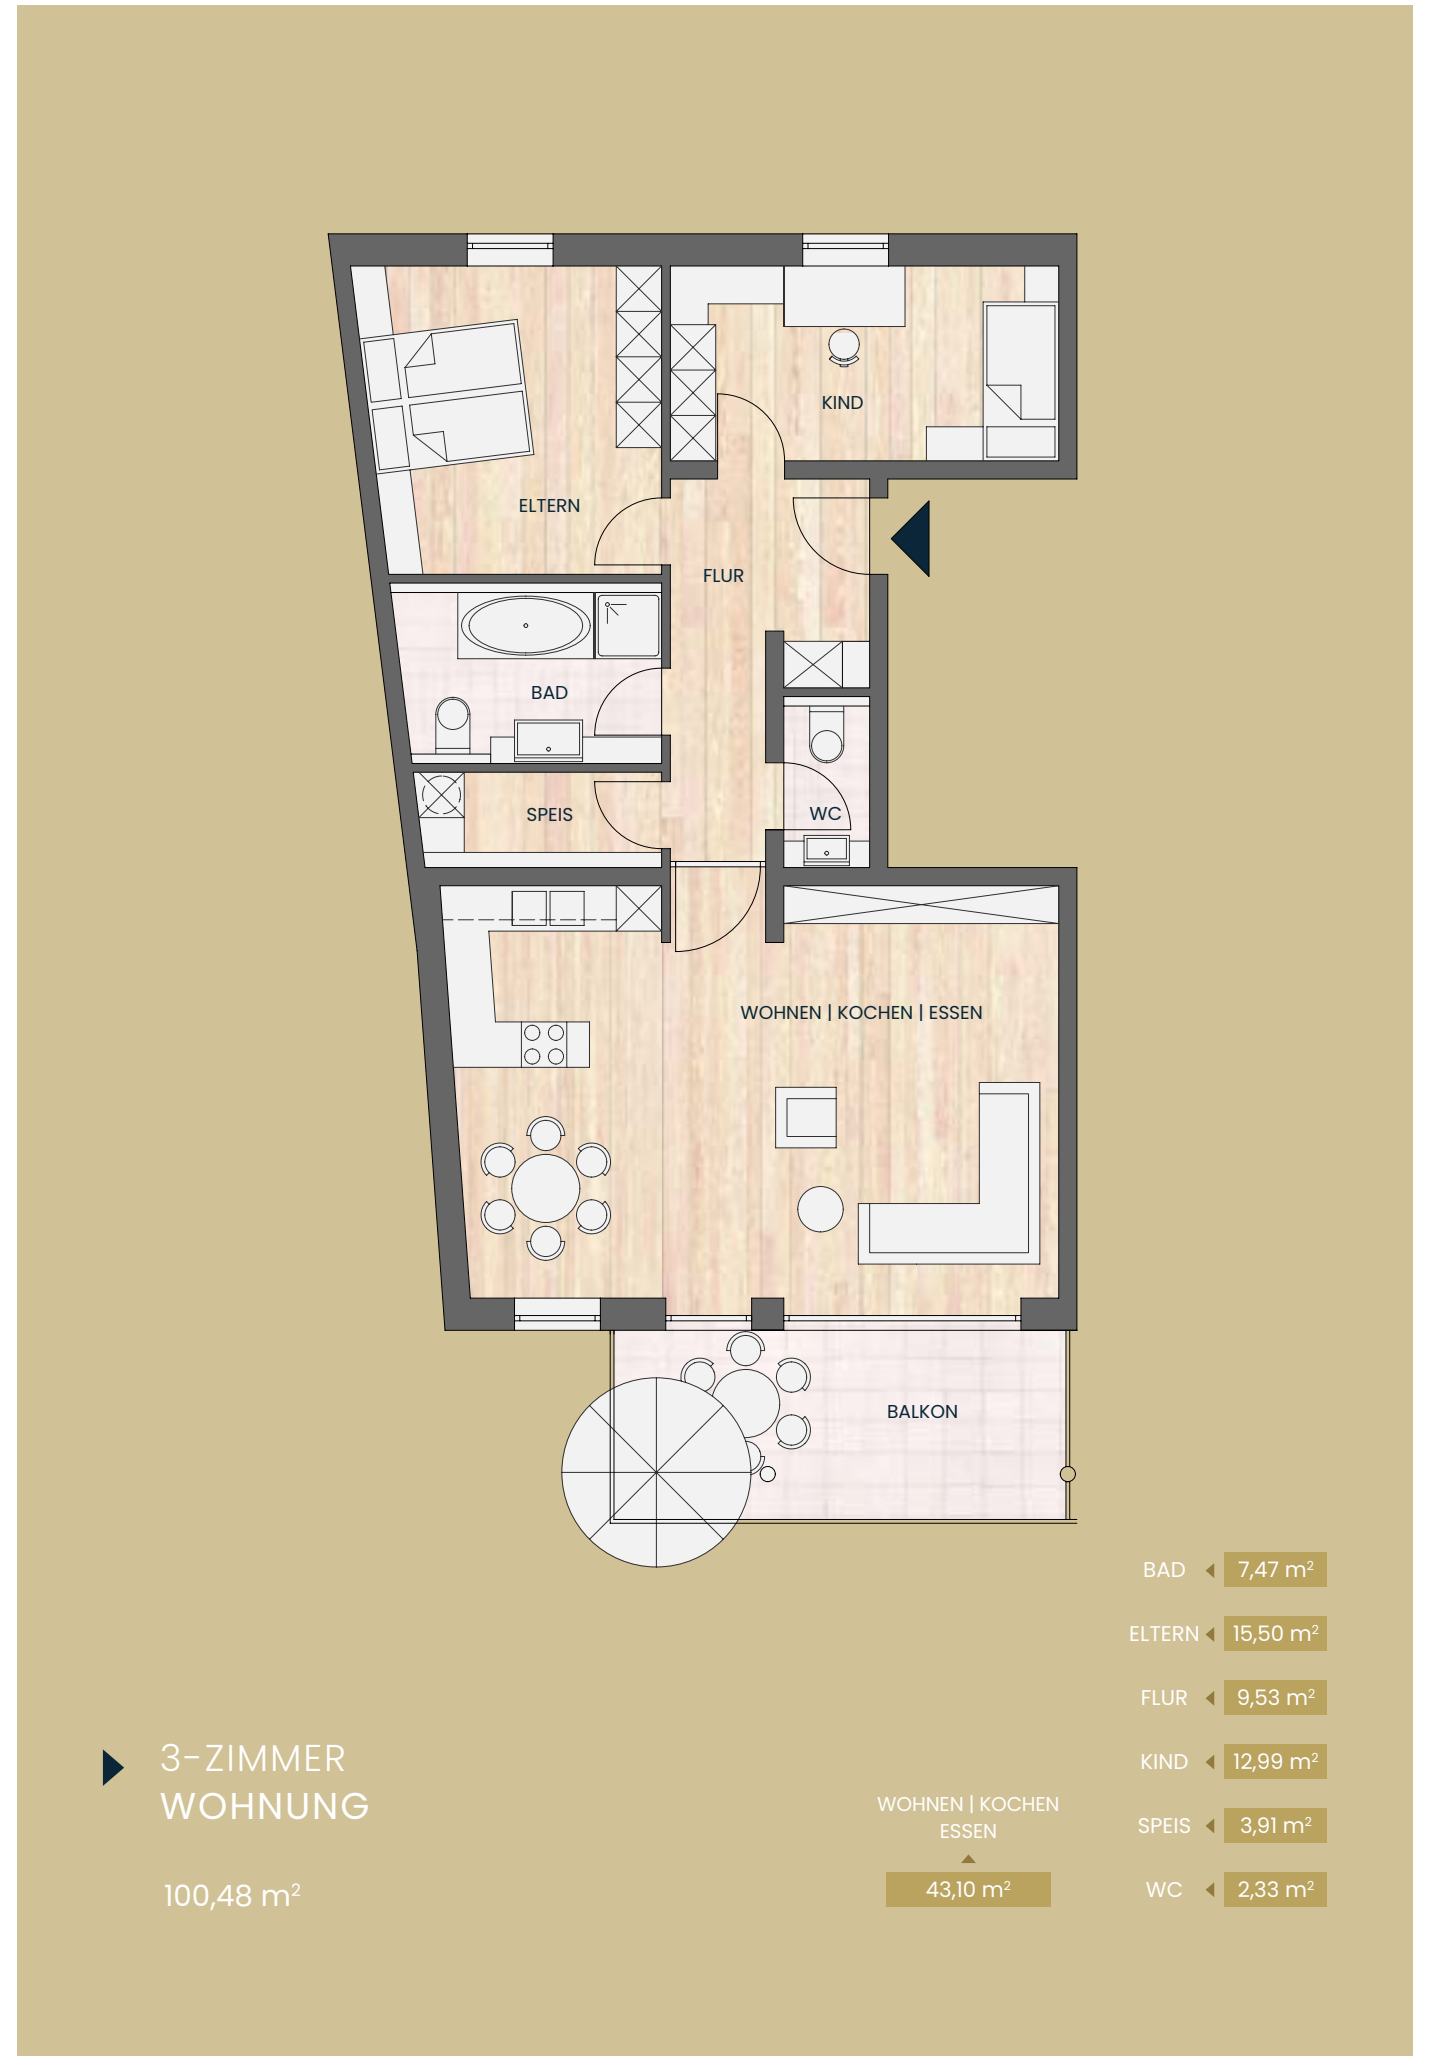 KIND
ELTERN
FLUR
BAD
SPEIS
WC
WOHNEN | KOCHEN | ESSEN
BALKON
BAD 7,47 m²
ELTERN 15,50 m²
FLUR 9,53 m²
KIND 12,99 m²
SPEIS 3,91 m²
WC 2,33 m²
WOHNEN | KOCHEN
ESSEN
43,10 m²
3-ZIMMER
WOHNUNG
100,48 m²